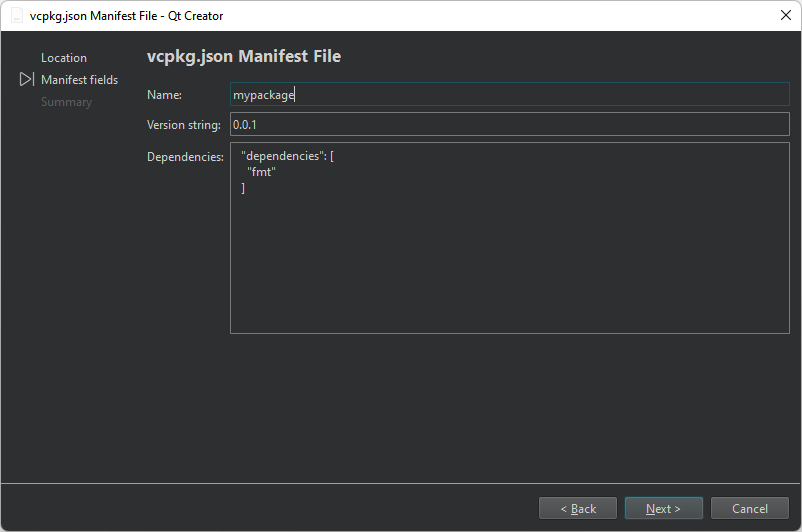 vcpkg.json Manifest File - Qt Creator
Location
Manifest fields
Summary
vcpkg.json Manifest File
Name:
mypackage
Version string:
0.0.1
Dependencies:
"dependencies": [
"fmt"
]
< Back
Next >
Cancel